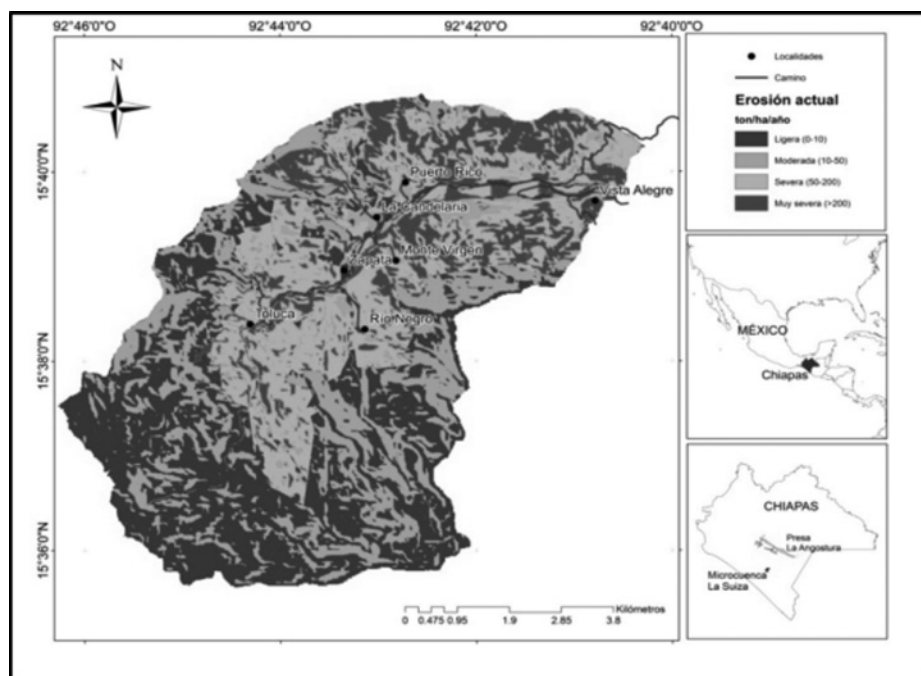 92°46'0"O
92°44'0"O
92°42'0"O
92°40'0"O
N
15°40'0"N
15°38'0"N
15°36'0"N
Puerto Rico
La Candelaria
Vista Alegre
Monte Virgen
Zapata
Toluca
Río Negro
Kilómetros
0 0.475 0.95 1.9 2.85 3.8
Localidades
Camino
Erosión actual
ton/ha/año
Ligera (0-10)
Moderada (10-50)
Severa (50-200)
Muy severa (>200)
MÉXICO
Chiapas
CHIAPAS
Presa
La Angostura
Microcuenca
La Suiza